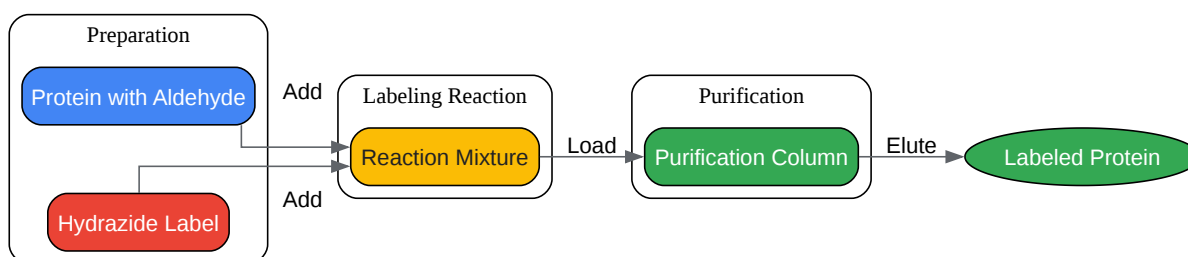 Preparation
Protein with Aldehyde
Hydrazide Label
Add
Add
Labeling Reaction
Reaction Mixture
Load
Purification
Purification Column
Elute
Labeled Protein